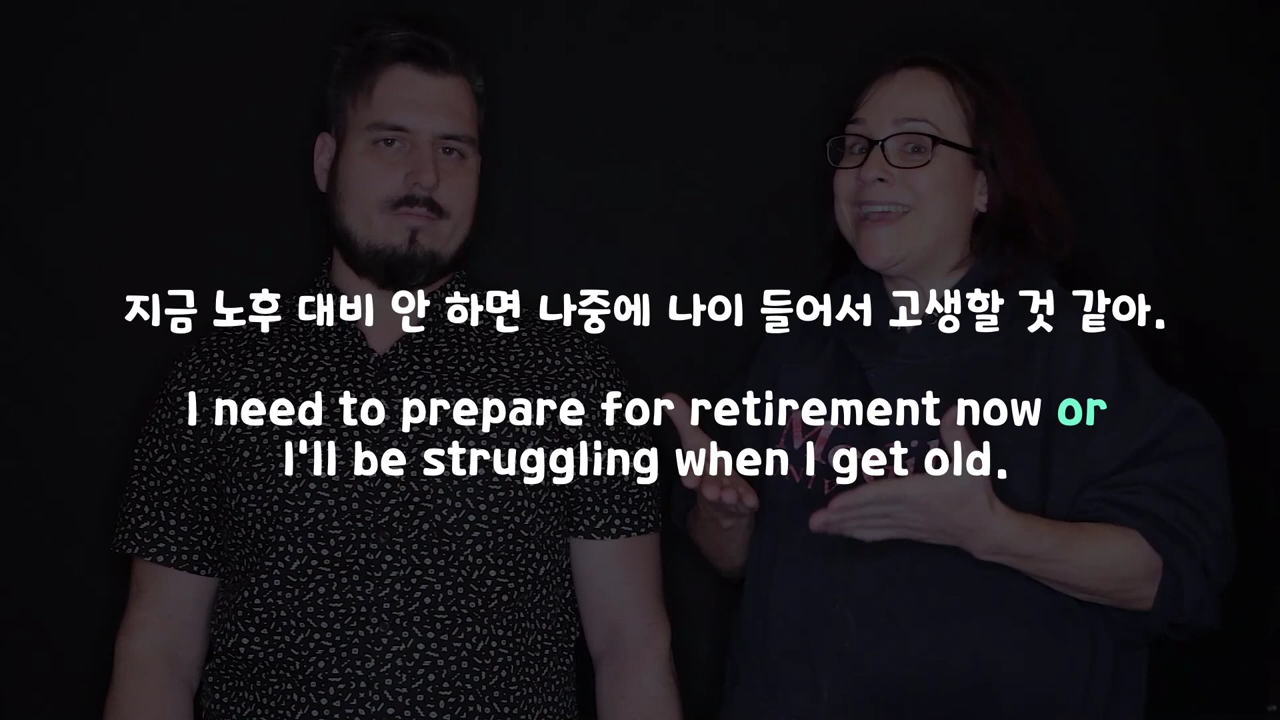 지금 노후 대비 안 하면 나중에 나이 들어서 고생할 것 같아.
I need to prepare for retirement now or
I'll be struggling when I get old.